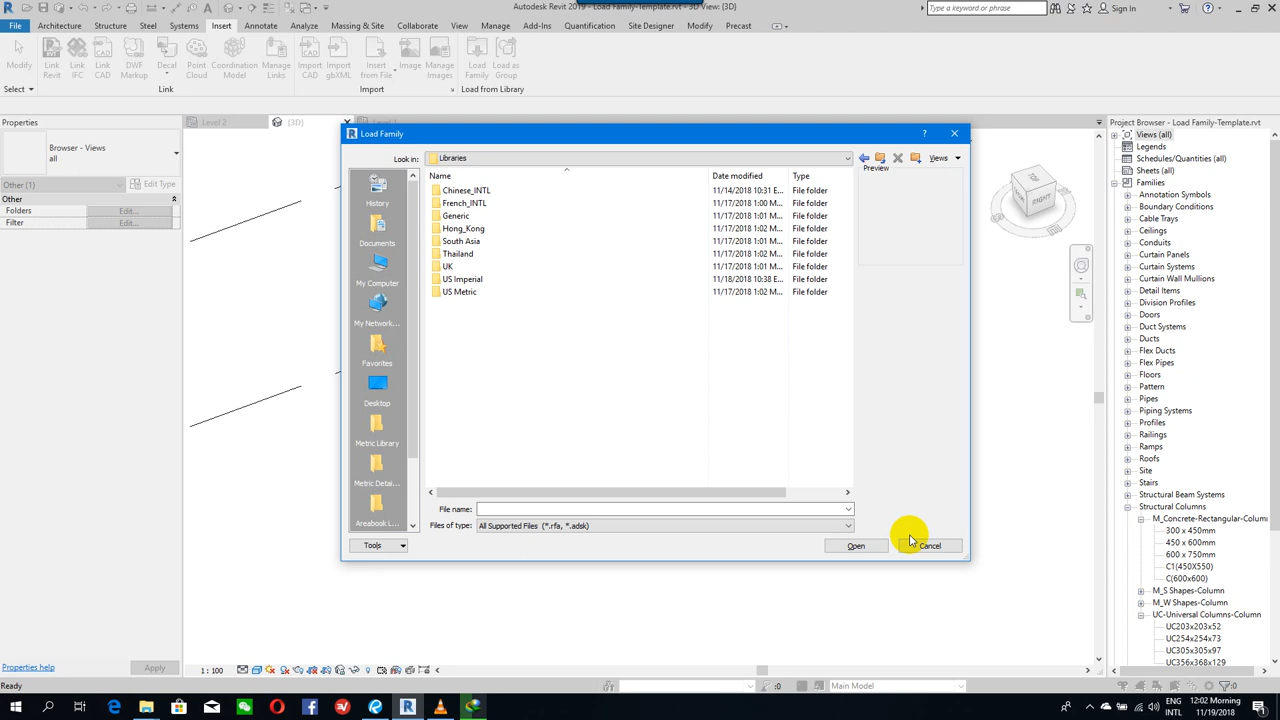 Autodesk Revit 2019 - Load Family-Template.rvt - 3D View: {3D}
Type a keyword or phrase
Sign In
File Architecture Structure Steel Systems Insert Annotate Analyze Massing & Site Collaborate View Manage Add-Ins Quantification Site Designer Modify Precast
Modify
Link Revit
Link IFC
Link CAD
DWF Markup
Decal
Point Cloud
Coordination Model
Manage Links
Import CAD
Import gbXML
Insert from File
Image
Manage Images
Load Family
Load as Group
Select Link Import Load from Library
Properties
Browser - Views
all
Other (1) Edit Type
Other
Folders Edit...
Filter Edit...
Properties help Apply
Level 2
{3D}
Load Family
Look in: Libraries
Views
Name Date modified Type
Chinese_INTL 11/14/2018 10:31 E... File folder
French_INTL 11/17/2018 1:00 M... File folder
Generic 11/17/2018 1:01 M... File folder
Hong_Kong 11/17/2018 1:02 M... File folder
South Asia 11/17/2018 1:01 M... File folder
Thailand 11/17/2018 1:02 M... File folder
UK 11/17/2018 1:01 M... File folder
US Imperial 11/18/2018 10:38 E... File folder
US Metric 11/17/2018 1:02 M... File folder
Preview
History
Documents
My Computer
My Network...
Favorites
Desktop
Metric Library
Metric Detai...
Areabook L...
File name:
Files of type: All Supported Files (*.rfa, *.adsk)
Tools
Open
Cancel
RIGHT
Project Browser - Load Family-Template.rvt
Views (all)
Legends
Schedules/Quantities (all)
Sheets (all)
Families
Annotation Symbols
Boundary Conditions
Cable Trays
Ceilings
Conduits
Curtain Panels
Curtain Systems
Curtain Wall Mullions
Detail Items
Division Profiles
Doors
Duct Systems
Ducts
Flex Ducts
Flex Pipes
Floors
Pattern
Pipes
Piping Systems
Profiles
Railings
Ramps
Roofs
Site
Stairs
Structural Beam Systems
Structural Columns
M_Concrete-Rectangular-Colum
300 x 450mm
450 x 600mm
600 x 750mm
C1(450X550)
C(600x600)
M_S Shapes-Column
M_W Shapes-Column
UC-Universal Columns-Column
UC203x203x52
UC254x254x73
UC305x305x97
UC356x368x129
1 : 100
Ready
:0
Main Model
:0
ENG
INTL
12:02 Morning
11/19/2018